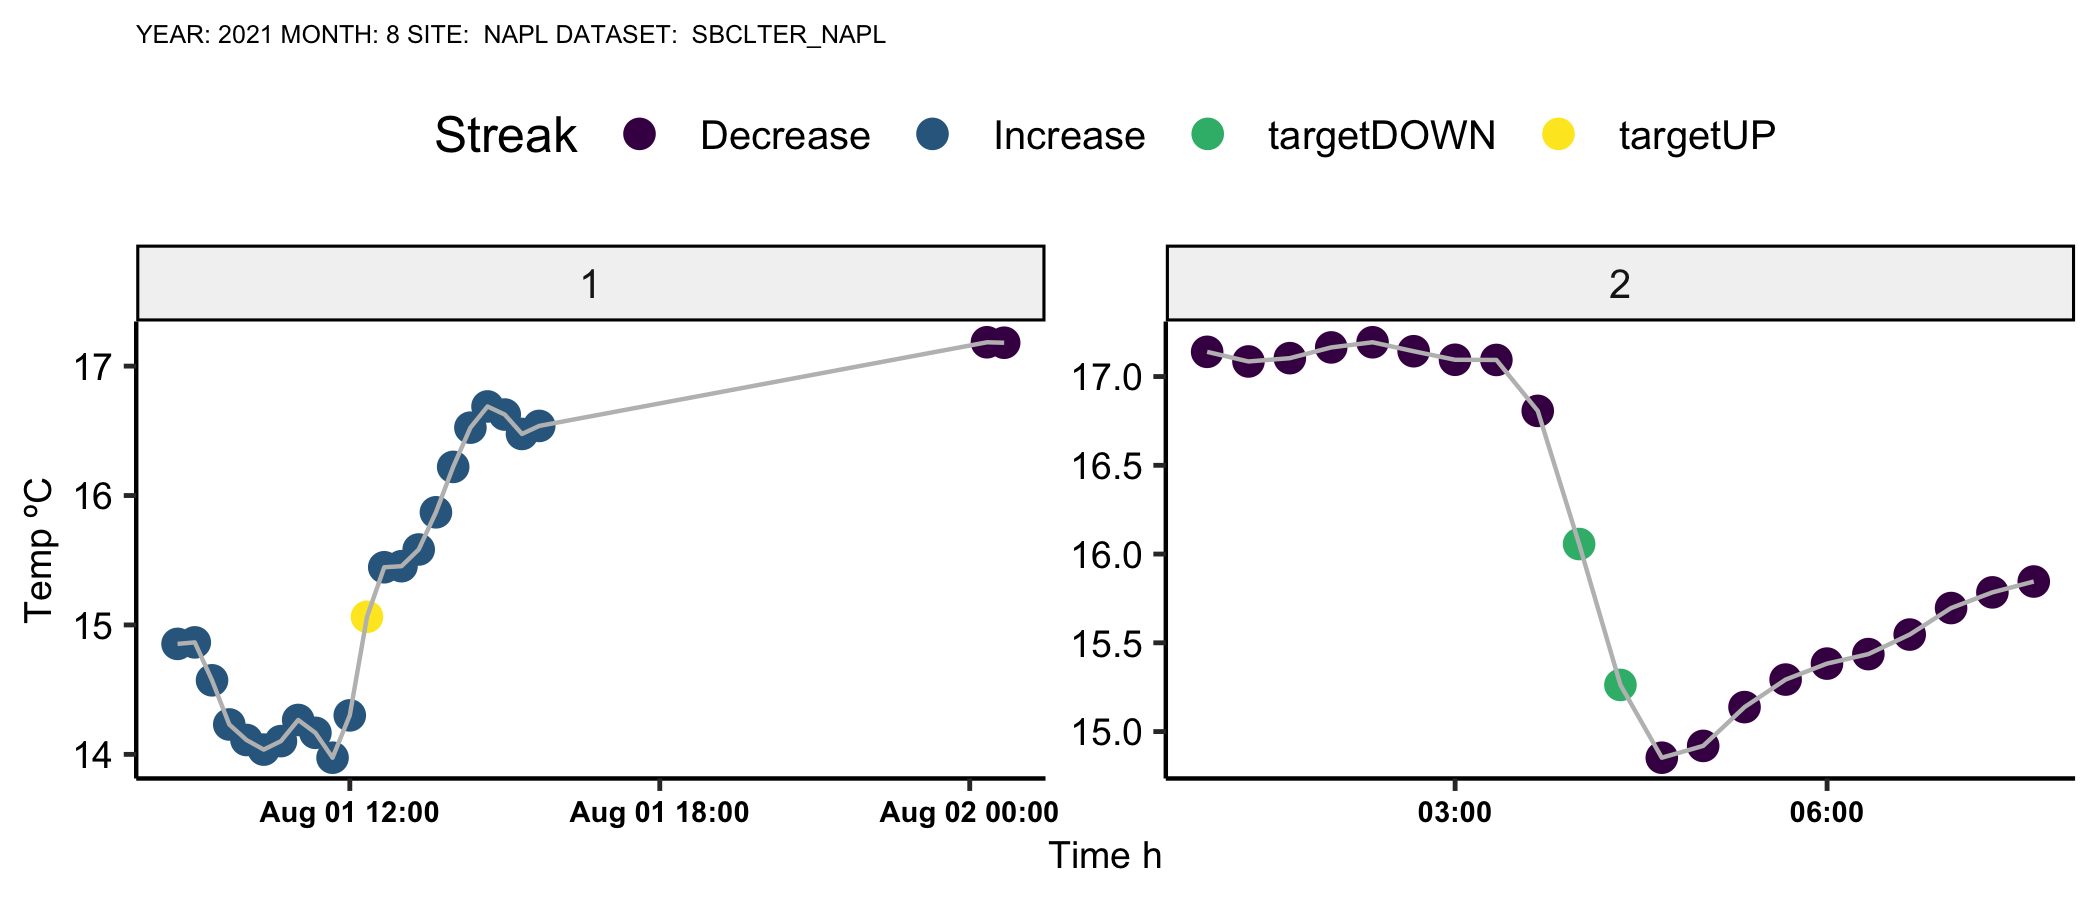 YEAR: 2021 MONTH: 8 SITE:  NAPL DATASET:  SBCLTER_NAPL
Streak Decrease Increase targetDOWN targetUP
1
2
Temp ºC
17
16
15
14
17.0
16.5
16.0
15.5
15.0
Aug 01 12:00 Aug 01 18:00 Aug 02 00:00
03:00 06:00
Time h